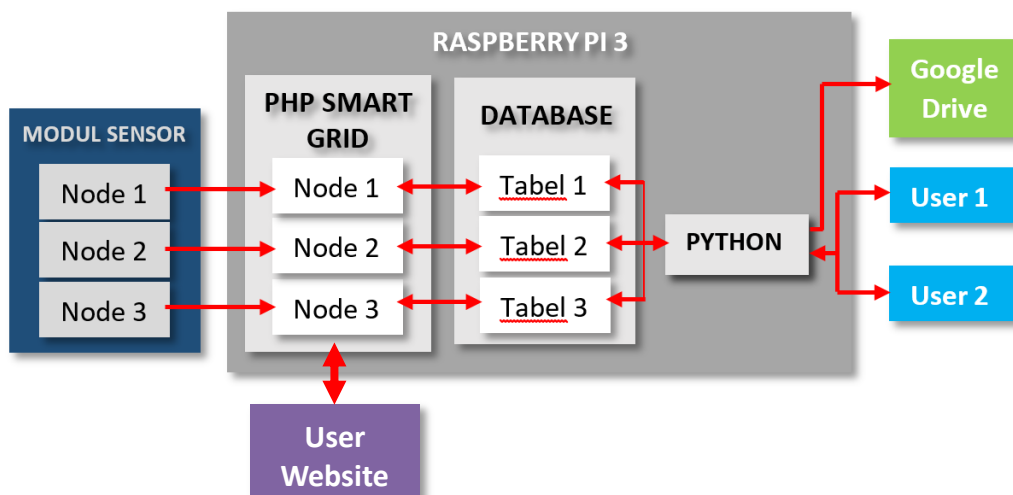 RASPBERRY PI 3
MODUL SENSOR
Node 1
Node 2
Node 3
PHP SMART
GRID
Node 1
Node 2
Node 3
DATABASE
Tabel 1
Tabel 2
Tabel 3
PYTHON
Google
Drive
User 1
User 2
User
Website